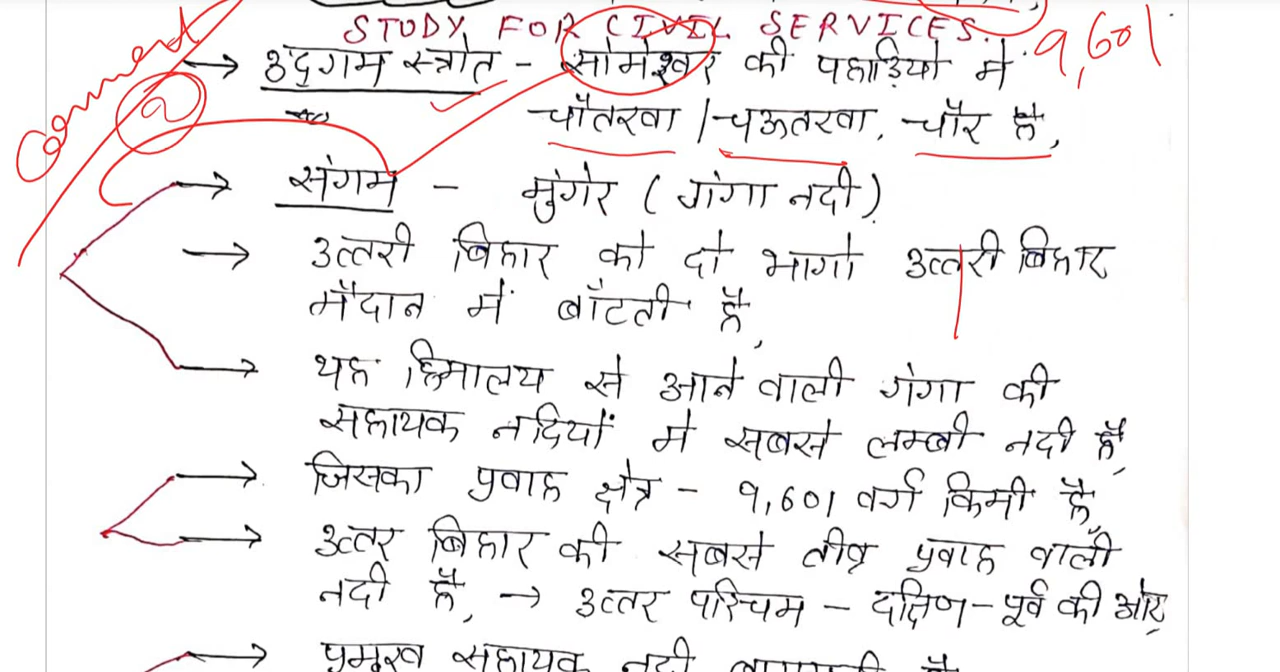 STUDY FOR CIVIL SERVICES.
Comment
→ उद्गम स्त्रोत - सोमेश्वर की पहाड़ियो में 9,601
चौतरवा / चऊतरवा, चौर है,
→ संगम - मुंगेर (गंगा नदी)
→ उत्तरी बिहार को दो भागो उत्तरी बिहार
मैदान में बाँटती है,
→ यह हिमालय से आने वाली गंगा की
सहायक नदियों में सबसे लम्बी नदी है,
→ जिसका प्रवाह क्षेत्र - 9,601 वर्ग किमी है,
→ उत्तर बिहार की सबसे तीव्र प्रवाह वाली
नदी है, → उत्तर पश्चिम - दक्षिण-पूर्व की ओर,
→ प्रमुख सहायक नदी